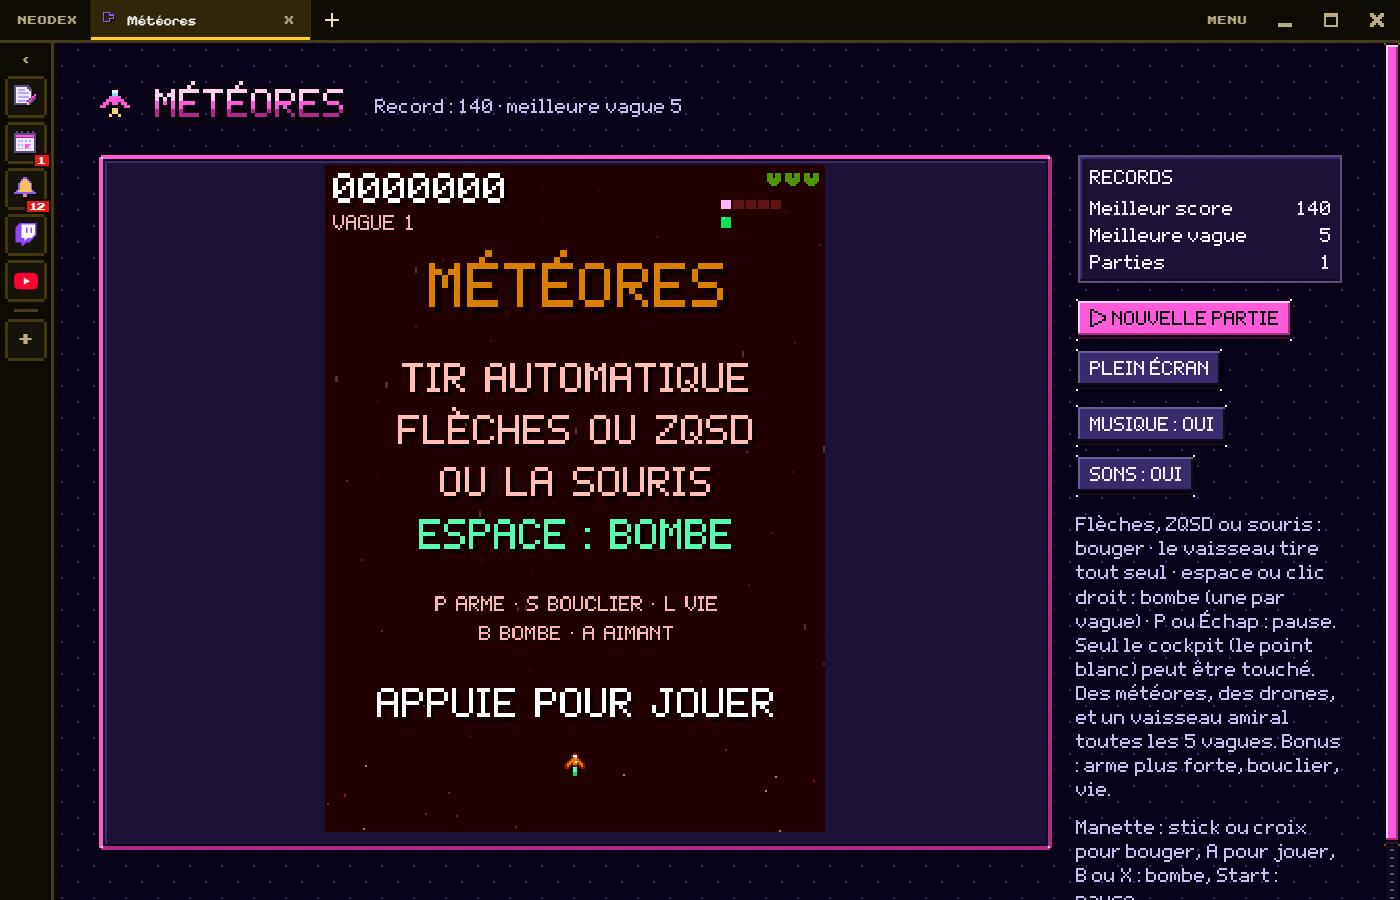 NEODEX
Météores
MENU
MÉTÉORES
Record : 140 · meilleure vague 5
1
12
0000000
VAGUE 1
MÉTÉORES
TIR AUTOMATIQUE
FLÈCHES OU ZQSD
OU LA SOURIS
ESPACE : BOMBE
P ARME · S BOUCLIER · L VIE
B BOMBE · A AIMANT
APPUIE POUR JOUER
RECORDS
Meilleur score 140
Meilleure vague 5
Parties 1
NOUVELLE PARTIE
PLEIN ÉCRAN
MUSIQUE : OUI
SONS : OUI
Flèches, ZQSD ou souris :
bouger · le vaisseau tire
tout seul · espace ou clic
droit : bombe (une par
vague) · P ou Échap : pause.
Seul le cockpit (le point
blanc) peut être touché.
Des météores, des drones,
et un vaisseau amiral
toutes les 5 vagues. Bonus
: arme plus forte, bouclier,
vie.
Manette : stick ou croix
pour bouger, A pour jouer,
B ou X : bombe, Start :